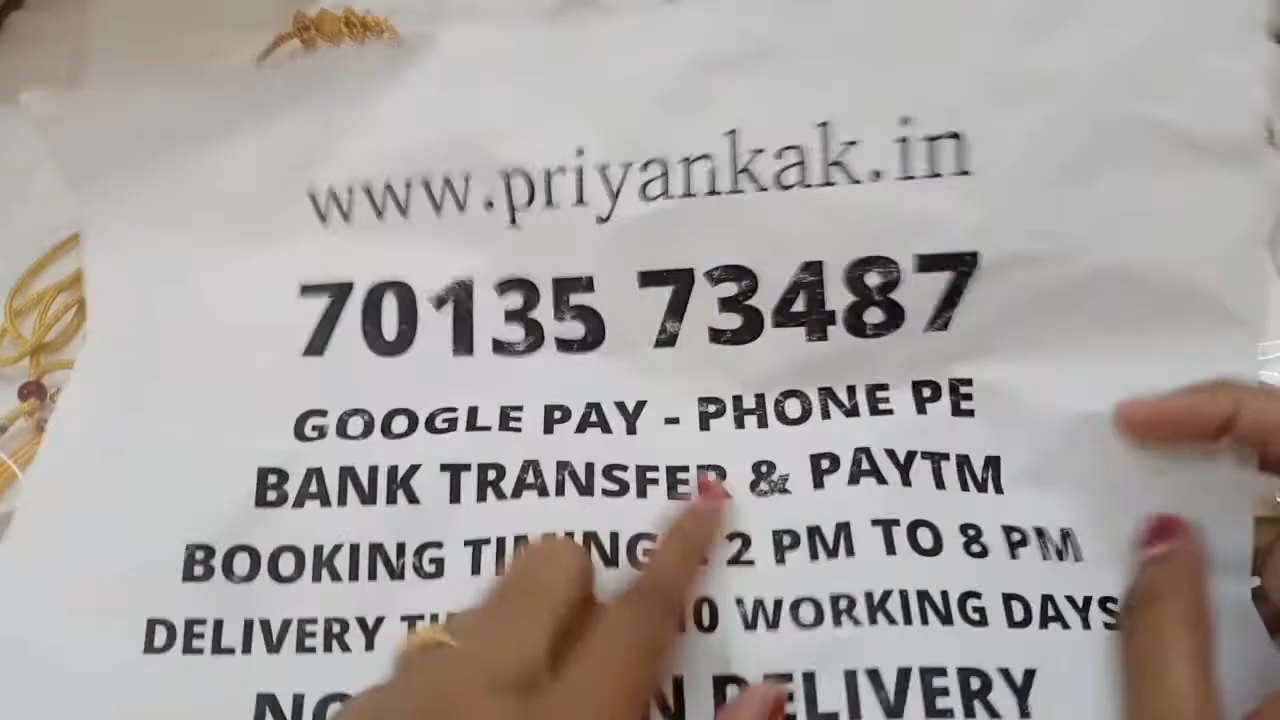 www.priyankak.in
70135 73487
GOOGLE PAY - PHONE PE
BANK TRANSFER & PAYTM
BOOKING 2 PM TO 8 PM
DELIVERY WORKING DAYS
DELIVERY